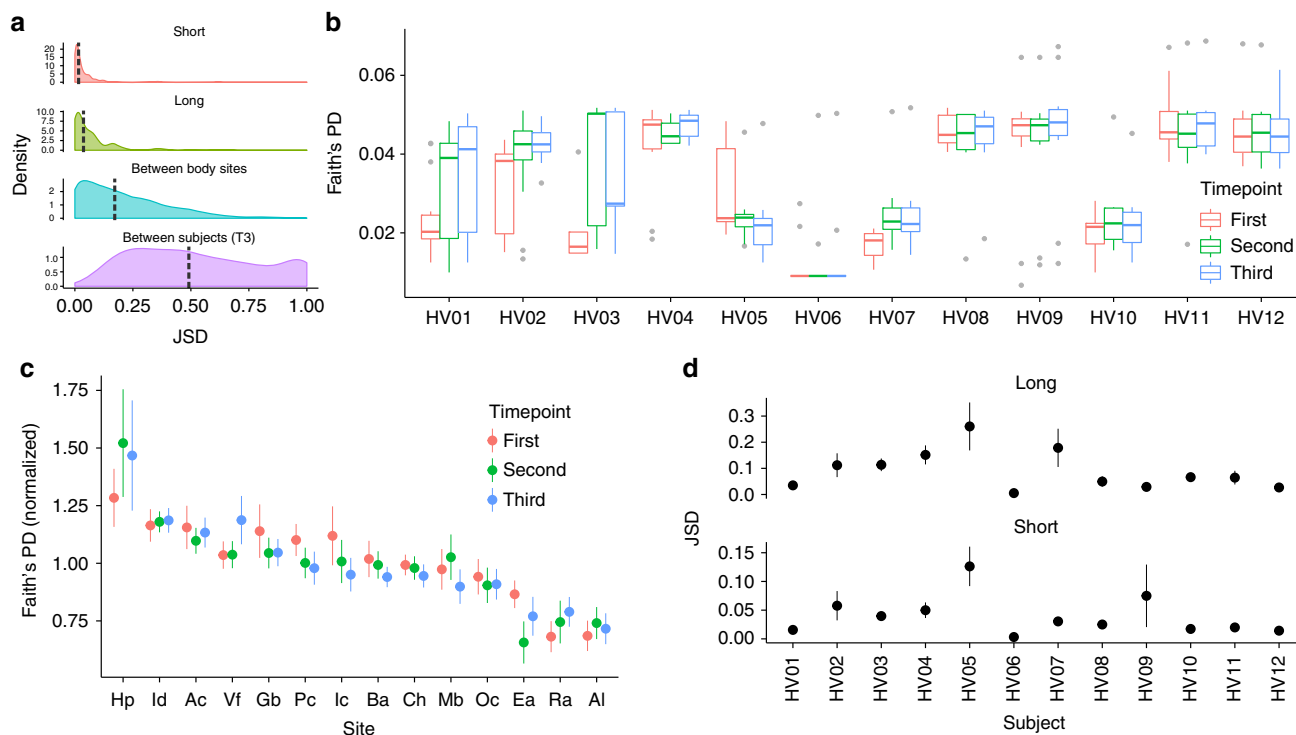 a
Short
20
15
10
5
0
Long
10.0
7.5
5.0
2.5
0.0
Between body sites
2
1
0
Between subjects (T3)
1.0
0.5
0.0
0.00 0.25 0.50 0.75 1.00
JSD
Density
b
0.06
0.04
0.02
Faith's PD
Timepoint
First
Second
Third
HV01 HV02 HV03 HV04 HV05 HV06 HV07 HV08 HV09 HV10 HV11 HV12
c
1.75
1.50
1.25
1.00
0.75
Faith's PD (normalized)
Timepoint
First
Second
Third
Hp Id Ac Vf Gb Pc Ic Ba Ch Mb Oc Ea Ra Al
Site
d
Long
0.3
0.2
0.1
0.0
JSD
Short
0.15
0.10
0.05
0.00
HV01 HV02 HV03 HV04 HV05 HV06 HV07 HV08 HV09 HV10 HV11 HV12
Subject